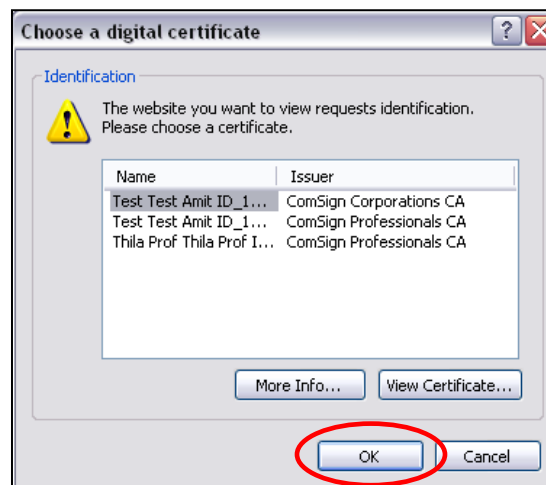 Choose a digital certificate
Identification
The website you want to view requests identification.
Please choose a certificate.
Name Issuer
Test Test Amit ID_1... ComSign Corporations CA
Test Test Amit ID_1... ComSign Professionals CA
Thila Prof Thila Prof I... ComSign Professionals CA
More Info... View Certificate...
OK Cancel